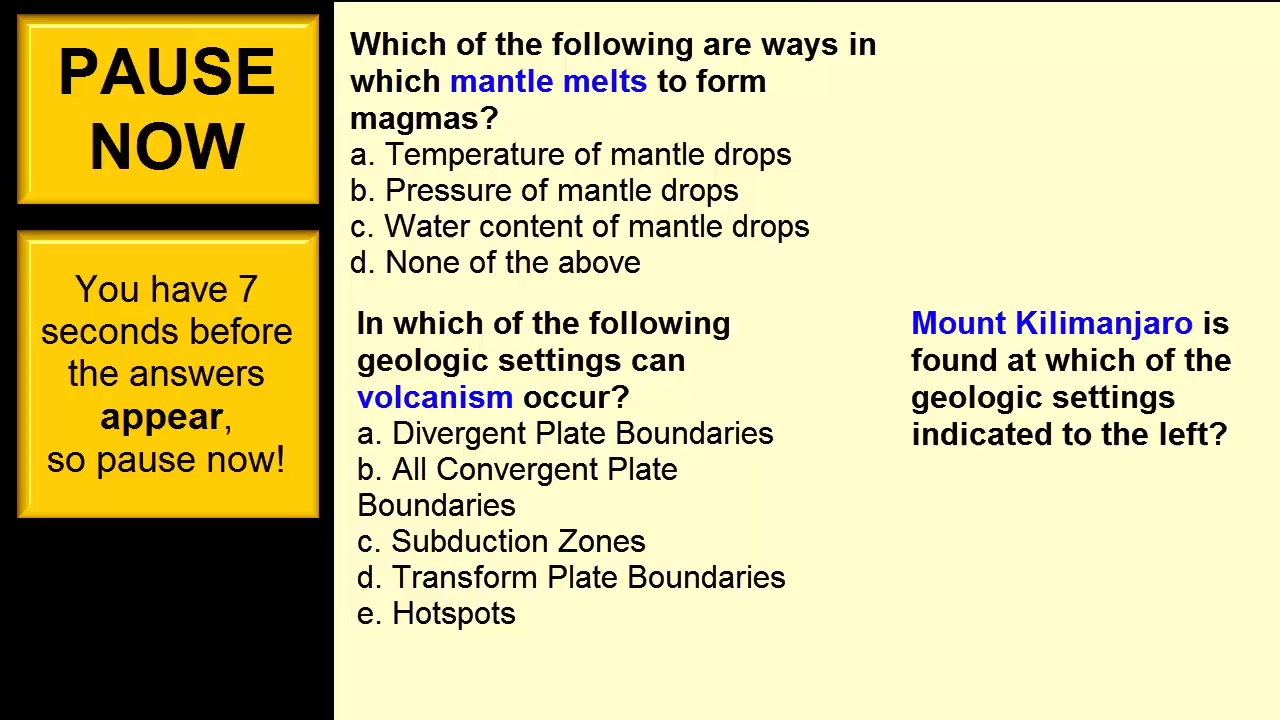 PAUSE
NOW
You have 7
seconds before
the answers
appear,
so pause now!
Which of the following are ways in
which mantle melts to form
magmas?
a. Temperature of mantle drops
b. Pressure of mantle drops
c. Water content of mantle drops
d. None of the above
In which of the following
geologic settings can
volcanism occur?
a. Divergent Plate Boundaries
b. All Convergent Plate
Boundaries
c. Subduction Zones
d. Transform Plate Boundaries
e. Hotspots
Mount Kilimanjaro is
found at which of the
geologic settings
indicated to the left?